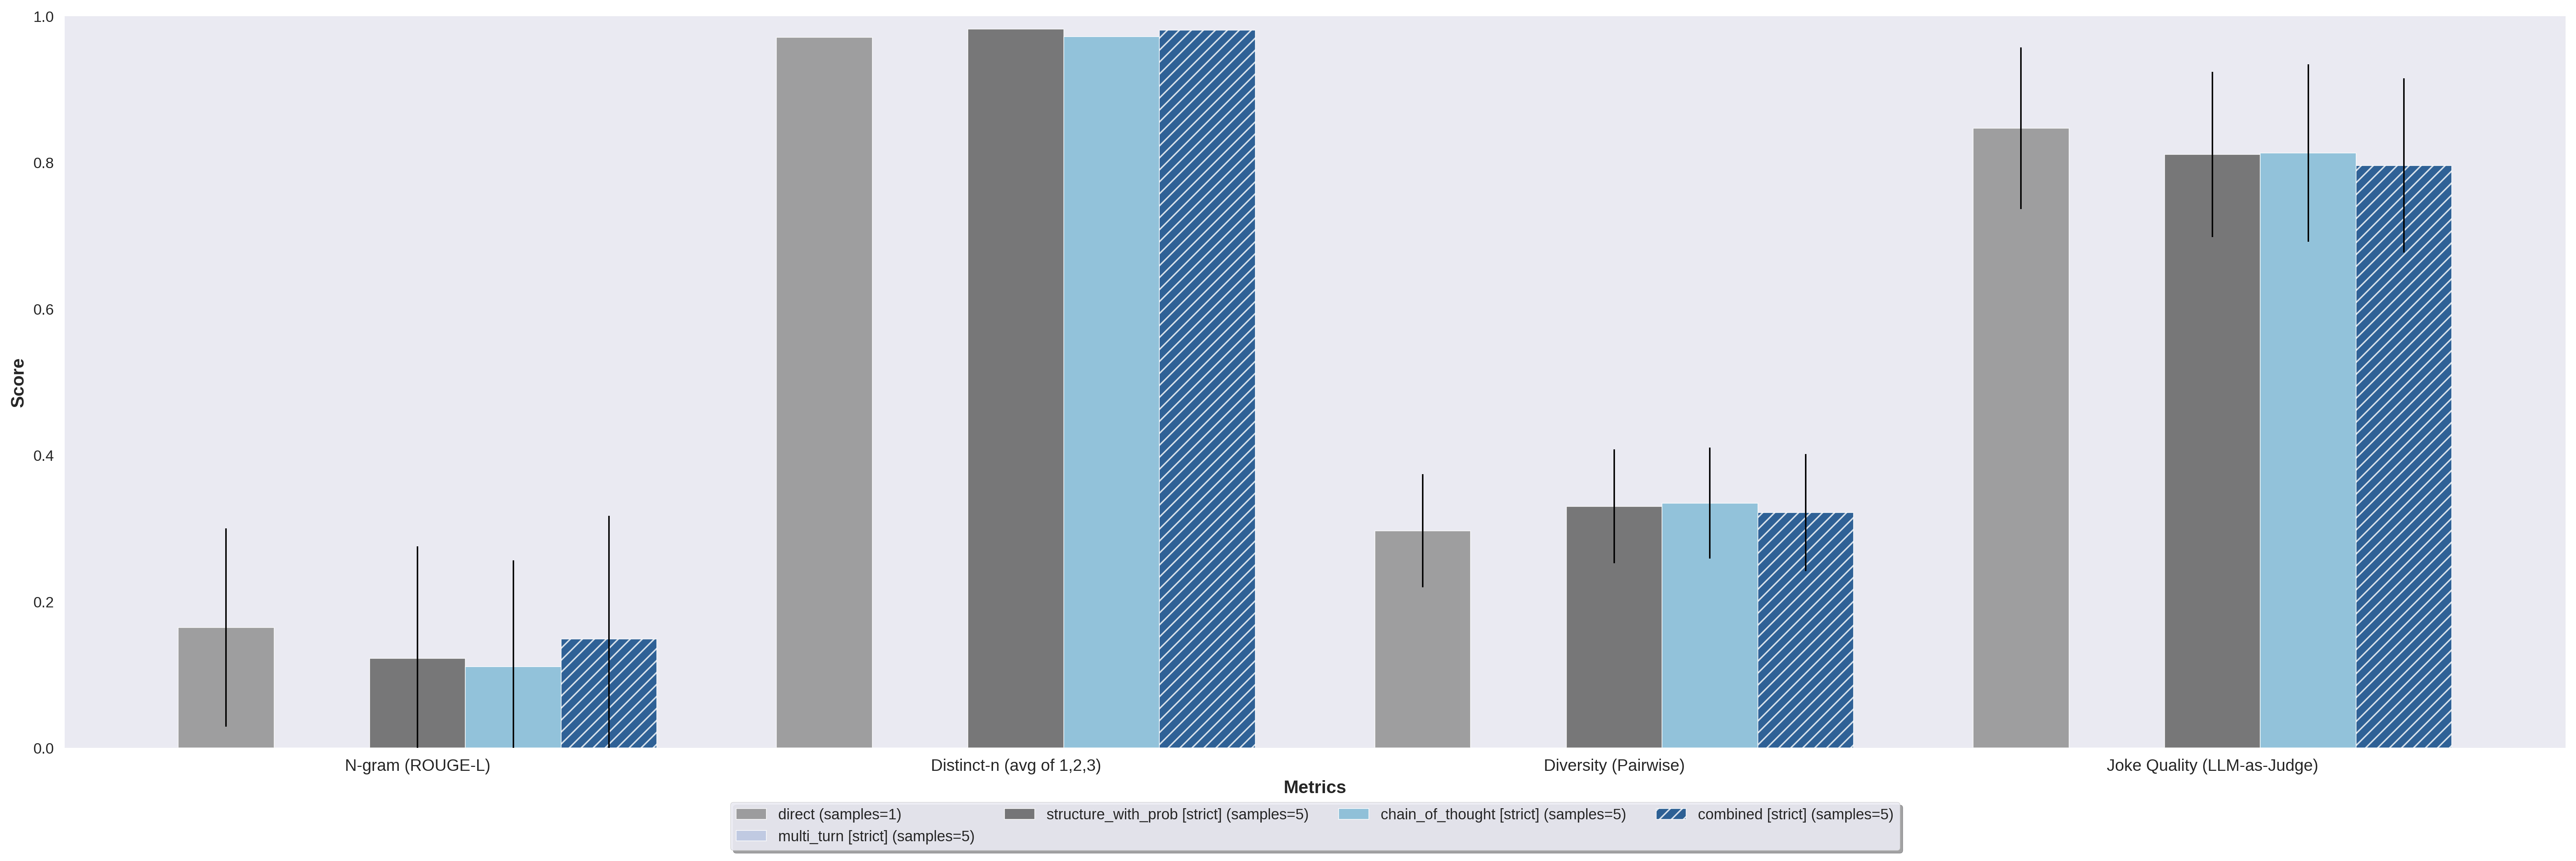 1.0
0.8
0.6
0.4
0.2
0.0
Score
N-gram (ROUGE-L)
Distinct-n (avg of 1,2,3)
Diversity (Pairwise)
Joke Quality (LLM-as-Judge)
Metrics
direct (samples=1)
structure_with_prob [strict] (samples=5)
chain_of_thought [strict] (samples=5)
combined [strict] (samples=5)
multi_turn [strict] (samples=5)